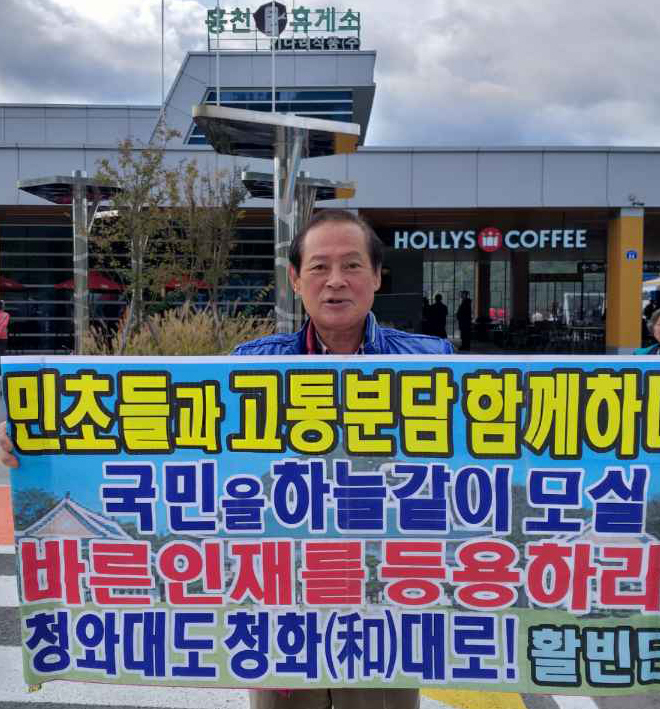 홍천 휴게소
HOLLYS COFFEE
민초들과 고통분담 함께하
국민을 하늘같이 모실
바른인재를 등용하라
청와대도 청화(和)대로! 활빈단